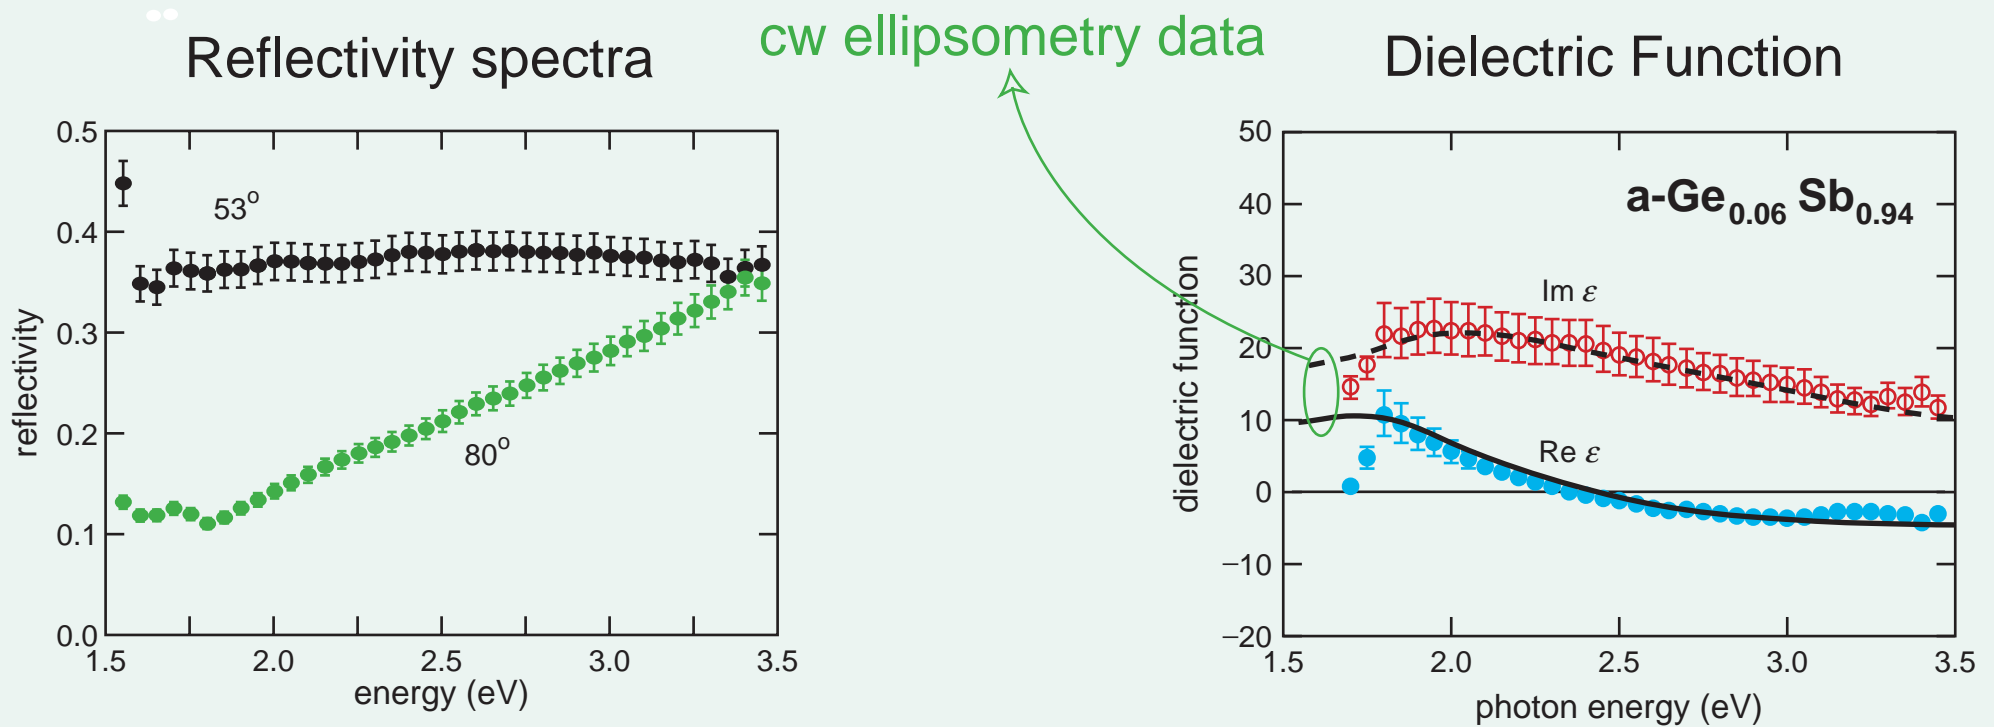 cw ellipsometry data
Reflectivity spectra
Dielectric Function
0.5
0.4
0.3
0.2
0.1
0.0
reflectivity
53°
80°
1.5
2.0
2.5
3.0
3.5
energy (eV)
50
40
30
20
10
0
−10
−20
dielectric function
a-Ge0.06 Sb0.94
Im ε
Re ε
1.5
2.0
2.5
3.0
3.5
photon energy (eV)